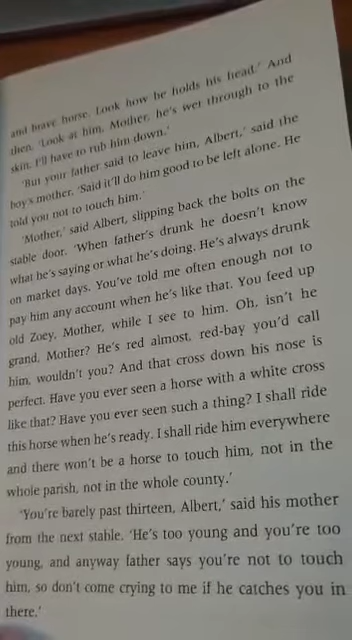 and brave horse. Look how he holds his head.' And
then, 'Look at him, Mother, he's wet through to the
skin. I'll have to rub him down.'
'But your father said to leave him, Albert,' said the
boy's mother. 'Said it'll do him good to be left alone. He
told you not to touch him.'
'Mother,' said Albert, slipping back the bolts on the
stable door. 'When father's drunk he doesn't know
what he's saying or what he's doing. He's always drunk
on market days. You've told me often enough not to
pay him any account when he's like that. You feed up
old Zoey, Mother, while I see to him. Oh, isn't he
grand, Mother? He's red almost, red-bay you'd call
him, wouldn't you? And that cross down his nose is
perfect. Have you ever seen a horse with a white cross
like that? Have you ever seen such a thing? I shall ride
this horse when he's ready. I shall ride him everywhere
and there won't be a horse to touch him, not in the
whole parish, not in the whole county.'
'You're barely past thirteen, Albert,' said his mother
from the next stable. 'He's too young and you're too
young, and anyway father says you're not to touch
him, so don't come crying to me if he catches you in
there.'